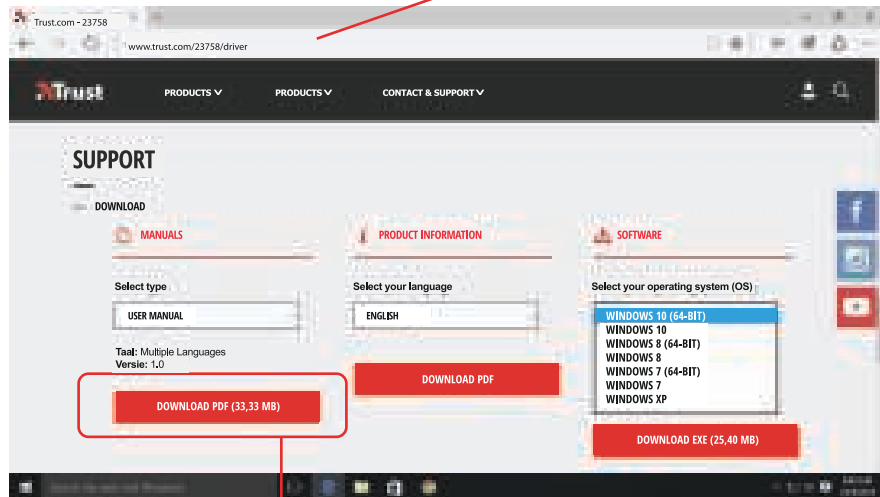 Trust.com - 23758
www.trust.com/23758/driver
Trust
PRODUCTS
PRODUCTS
CONTACT & SUPPORT
SUPPORT
DOWNLOAD
MANUALS
Select type
USER MANUAL
Taal: Multiple Languages
Versie: 1.0
DOWNLOAD PDF (33,33 MB)
PRODUCT INFORMATION
Select your language
ENGLISH
DOWNLOAD PDF
SOFTWARE
Select your operating system (OS)
WINDOWS 10 (64-BIT)
WINDOWS 10
WINDOWS 8 (64-BIT)
WINDOWS 8
WINDOWS 7 (64-BIT)
WINDOWS 7
WINDOWS XP
DOWNLOAD EXE (25,40 MB)